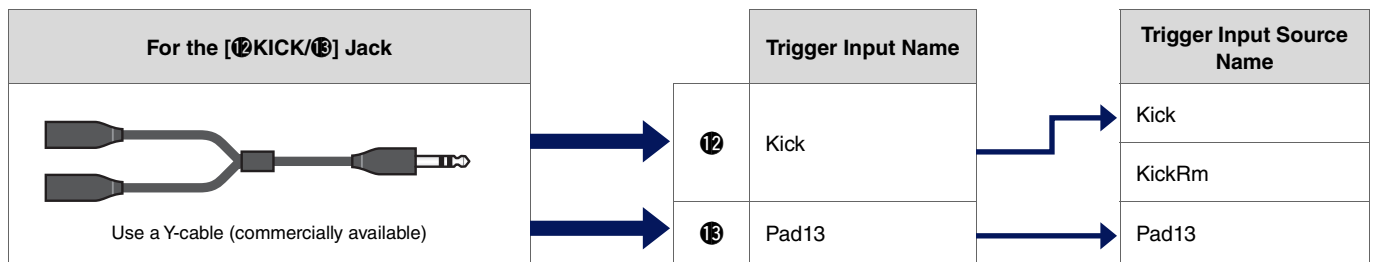 For the [⓬KICK/⓭] Jack
Trigger Input Name
Trigger Input Source
Name
⓬
Kick
Kick
KickRm
Use a Y-cable (commercially available)
⓭
Pad13
Pad13